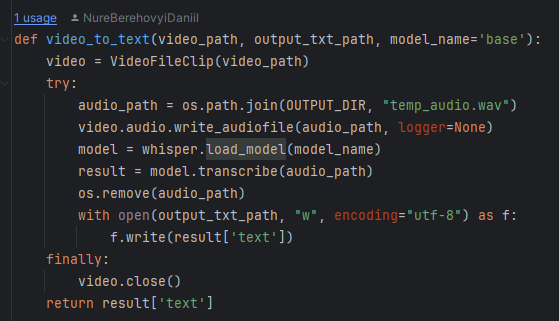 1 usage NureBerehovyiDaniil
def video_to_text(video_path, output_txt_path, model_name='base'):
    video = VideoFileClip(video_path)
    try:
        audio_path = os.path.join(OUTPUT_DIR, "temp_audio.wav")
        video.audio.write_audiofile(audio_path, logger=None)
        model = whisper.load_model(model_name)
        result = model.transcribe(audio_path)
        os.remove(audio_path)
        with open(output_txt_path, "w", encoding="utf-8") as f:
            f.write(result['text'])
    finally:
        video.close()
    return result['text']